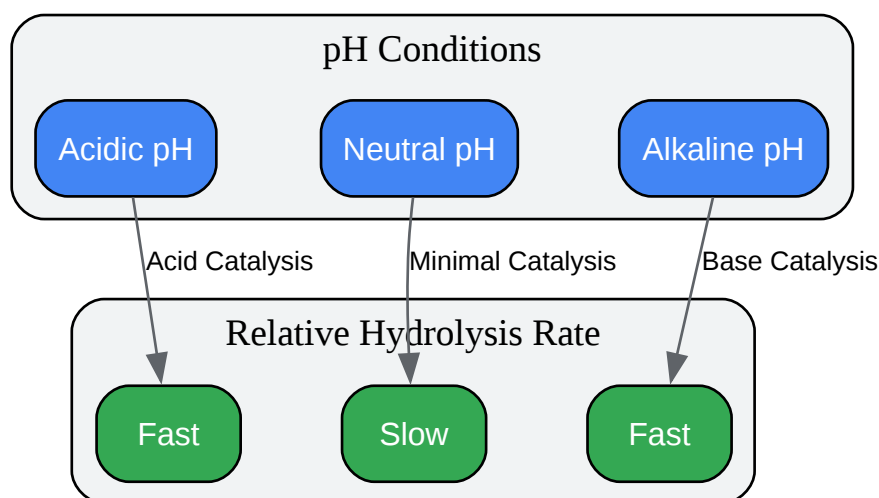 pH Conditions
Acidic pH
Neutral pH
Alkaline pH
Acid Catalysis
Minimal Catalysis
Base Catalysis
Relative Hydrolysis Rate
Fast
Slow
Fast